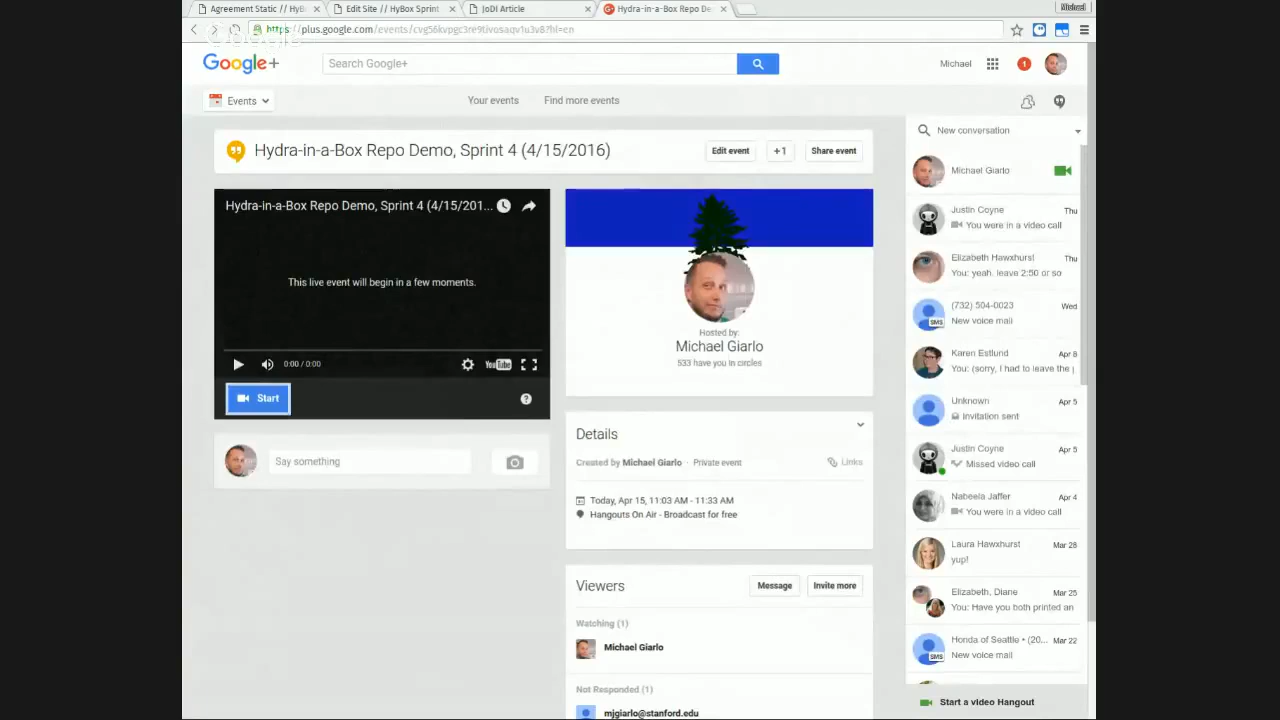 Agreement Static // HyB
Edit Site // HyBox Sprint
JoDI Article
Hydra-in-a-Box Repo De
Michael
https://plus.google.com/events/cvg56kvpgc3re9tivosaqv1u3v8?hl=en
Google+
Search Google+
Michael
1
Events
Your events
Find more events
New conversation
Hydra-in-a-Box Repo Demo, Sprint 4 (4/15/2016)
Edit event
+1
Share event
Hydra-in-a-Box Repo Demo, Sprint 4 (4/15/201...
This live event will begin in a few moments.
0:00 / 0:00
YouTube
Start
?
Say something
Hosted by:
Michael Giarlo
533 have you in circles
Details
Created by Michael Giarlo · Private event
Links
Today, Apr 15, 11:03 AM - 11:33 AM
Hangouts On Air - Broadcast for free
Viewers
Message
Invite more
Watching (1)
Michael Giarlo
Not Responded (1)
mjgiarlo@stanford.edu
Michael Giarlo
Justin Coyne
Thu
You were in a video call
Elizabeth Hawxhurst
Thu
You: yeah. leave 2:50 or so
(732) 504-0023
Wed
SMS
New voice mail
Karen Estlund
Apr 8
You: (sorry, I had to leave the
Unknown
Apr 5
Invitation sent
Justin Coyne
Apr 5
Missed video call
Nabeela Jaffer
Apr 4
You were in a video call
Laura Hawxhurst
Mar 28
yup!
Elizabeth, Diane
Mar 25
You: Have you both printed an
Honda of Seattle • (20...
Mar 22
SMS
New voice mail
Start a video Hangout